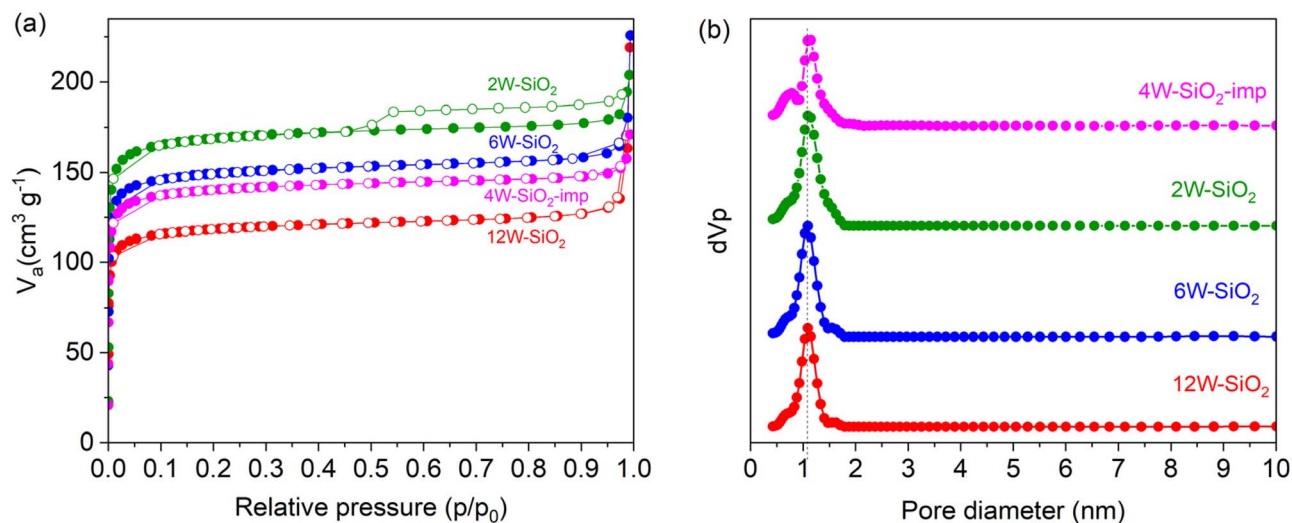 (a)
200
150
100
50
0
V_a(cm³ g⁻¹)
2W-SiO₂
6W-SiO₂
4W-SiO₂-imp
12W-SiO₂
0.0 0.1 0.2 0.3 0.4 0.5 0.6 0.7 0.8 0.9 1.0
Relative pressure (p/p₀)
(b)
dVp
4W-SiO₂-imp
2W-SiO₂
6W-SiO₂
12W-SiO₂
0 1 2 3 4 5 6 7 8 9 10
Pore diameter (nm)